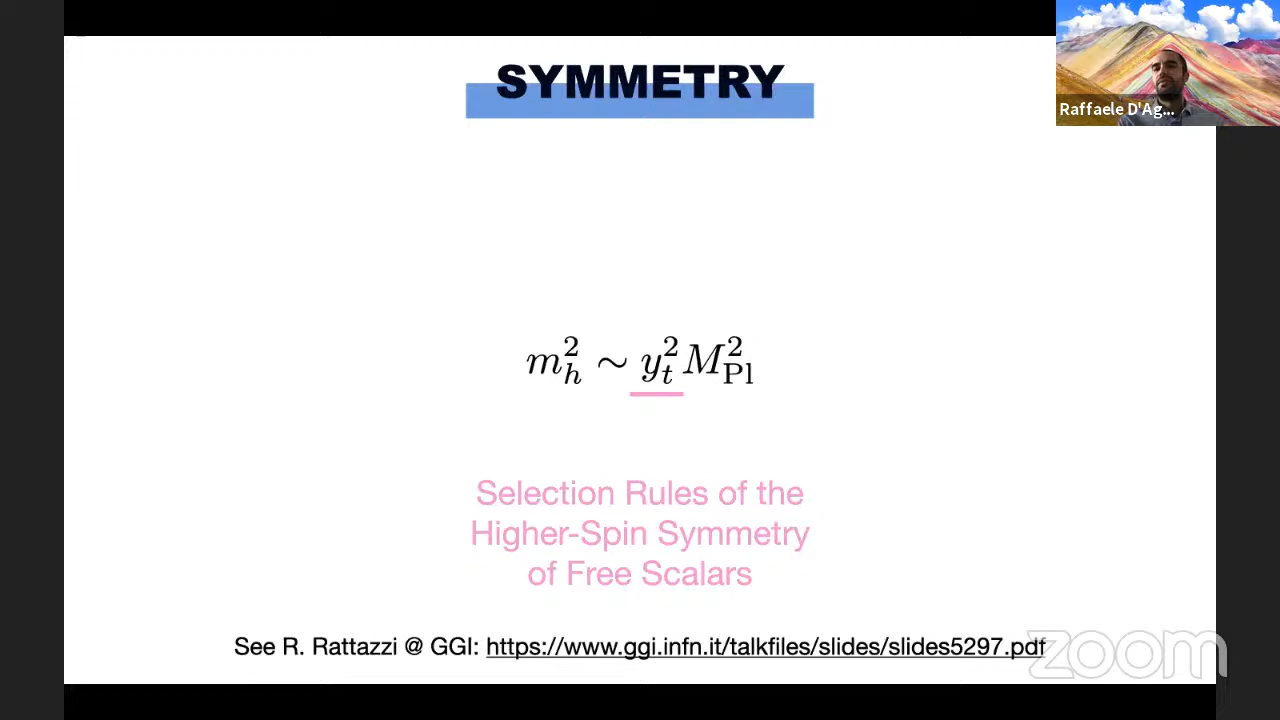 SYMMETRY
Raffaele D'Ag...
m_h^2 ∼ y_t^2 M_Pl^2
Selection Rules of the
Higher-Spin Symmetry
of Free Scalars
See R. Rattazzi @ GGI: https://www.ggi.infn.it/talkfiles/slides/slides5297.pdf
zoom